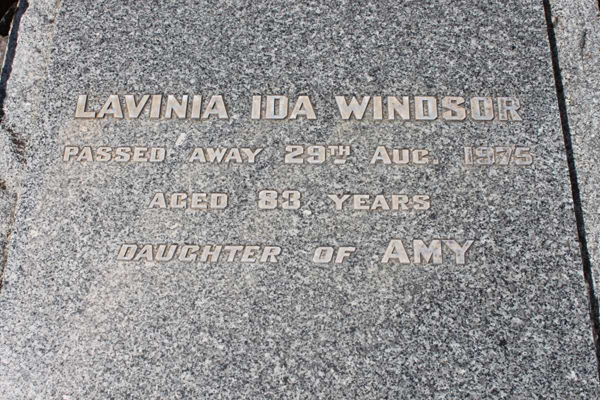 LAVINIA IDA WINDSOR
PASSED AWAY 29TH AUG. 1975
AGED 83 YEARS
DAUGHTER OF AMY